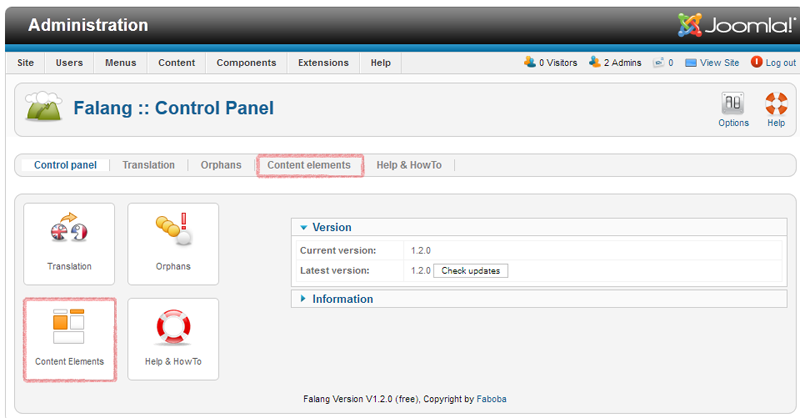 Administration
Joomla!
Site Users Menus Content Components Extensions Help 0 Visitors 2 Admins 0 View Site Log out
Falang :: Control Panel
Options Help
Control panel Translation Orphans Content elements Help & HowTo
Translation Orphans
Version
Current version: 1.2.0
Latest version: 1.2.0 Check updates
Information
Content Elements Help & HowTo
Falang Version V1.2.0 (free), Copyright by Faboba